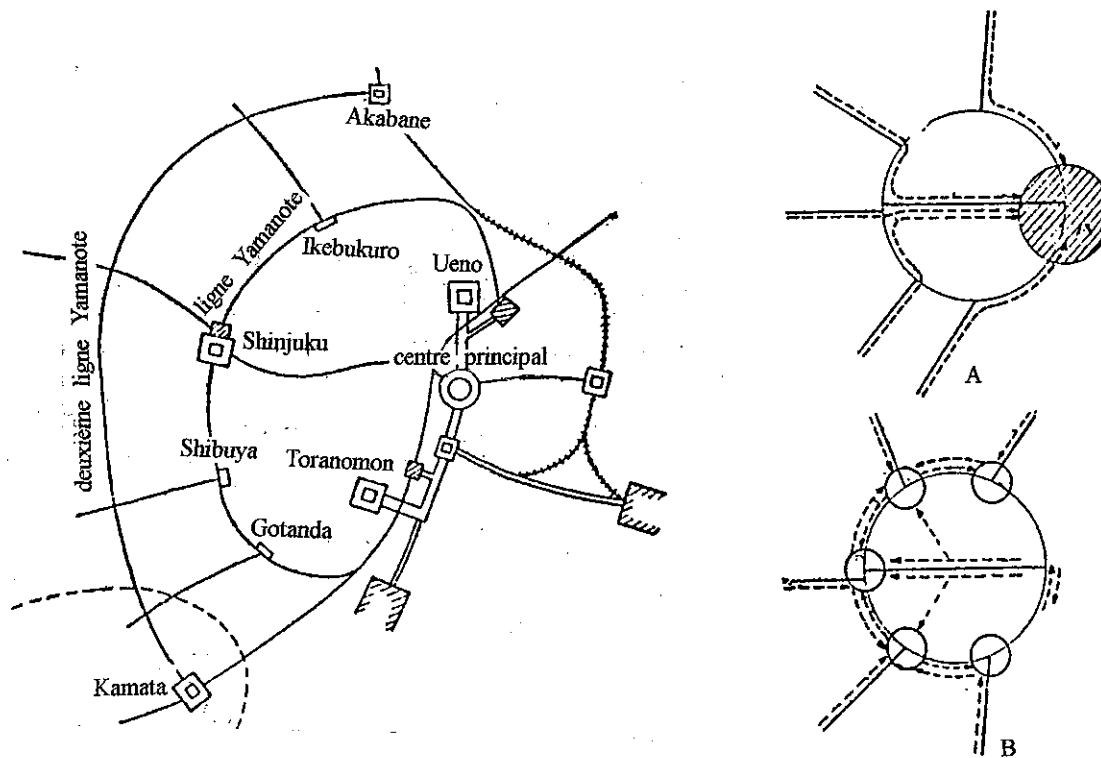 Akabane
ligne Yamanote
Ikebukuro
Ueno
deuxième ligne Yamanote
Shinjuku
centre principal
Shibuya
Toranomon
Gotanda
Kamata
A
B